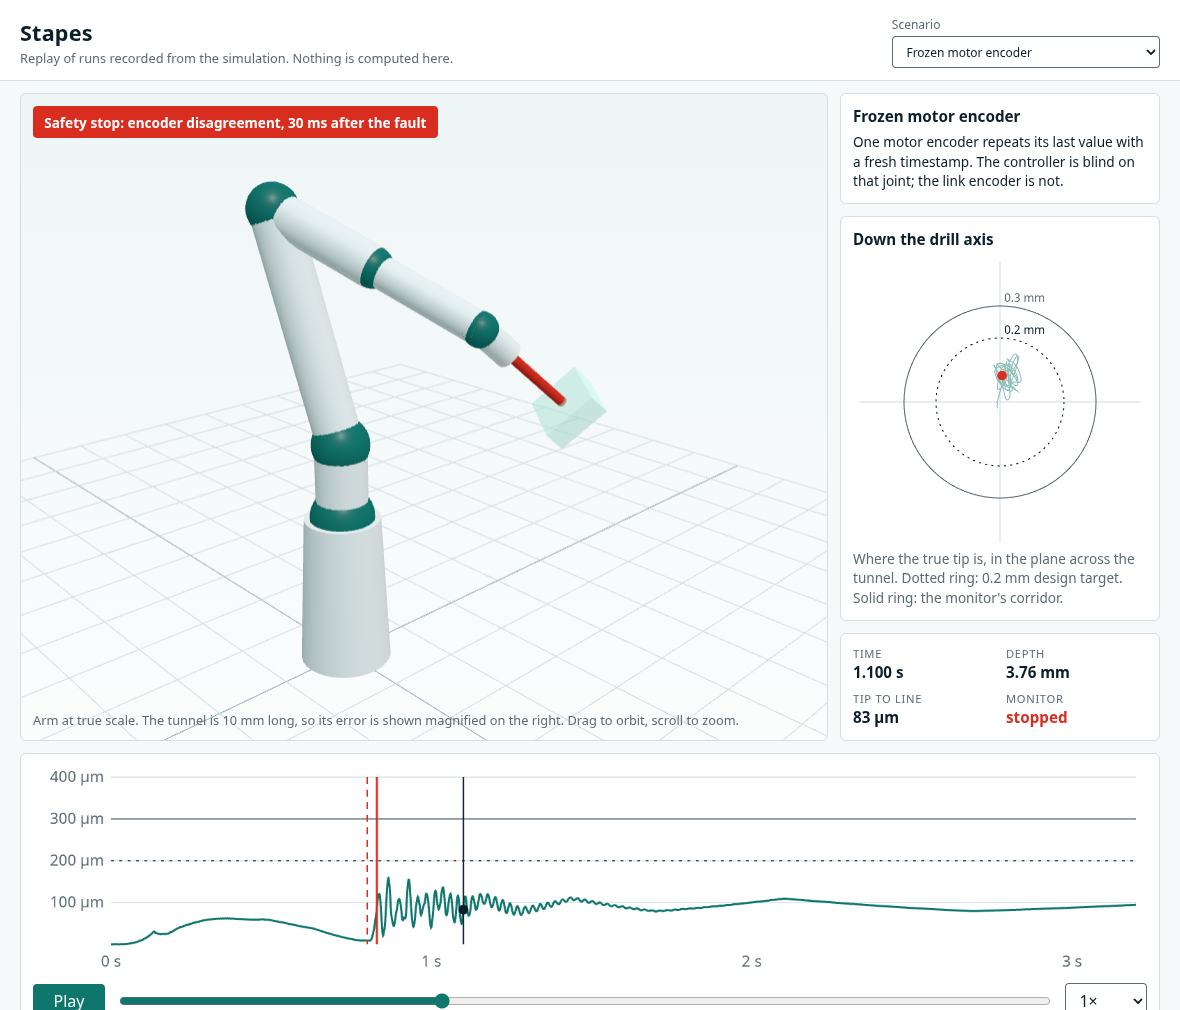 Stapes
Replay of runs recorded from the simulation. Nothing is computed here.
Scenario
Frozen motor encoder
Safety stop: encoder disagreement, 30 ms after the fault
Arm at true scale. The tunnel is 10 mm long, so its error is shown magnified on the right. Drag to orbit, scroll to zoom.
Frozen motor encoder
One motor encoder repeats its last value with
a fresh timestamp. The controller is blind on
that joint; the link encoder is not.
Down the drill axis
0.3 mm
0.2 mm
Where the true tip is, in the plane across the
tunnel. Dotted ring: 0.2 mm design target.
Solid ring: the monitor's corridor.
TIME
1.100 s
DEPTH
3.76 mm
TIP TO LINE
83 µm
MONITOR
stopped
400 µm
300 µm
200 µm
100 µm
0 s
1 s
2 s
3 s
Play
1×